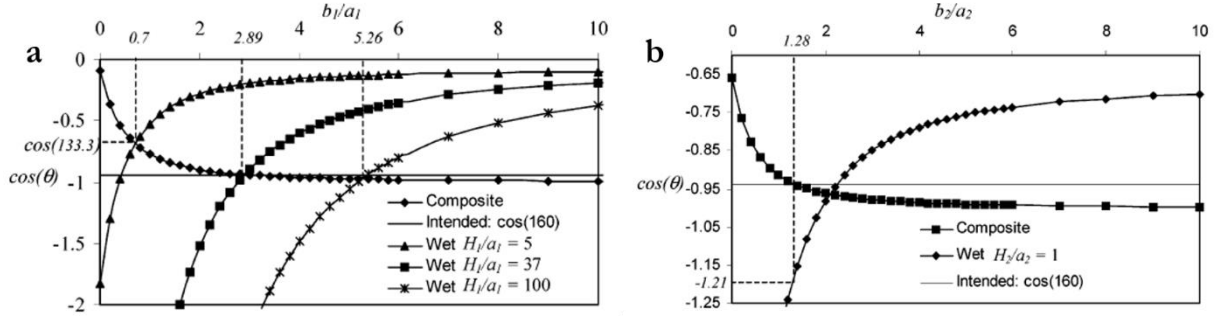 a
b₁/a₁
0 2 4 6 8 10
0.7 2.89 5.26
0
-0.5
cos(133.3)
cos(θ)
-1
-1.5
-2
Composite
Intended: cos(160)
Wet H₁/a₁ = 5
Wet H₁/a₁ = 37
Wet H₁/a₁ = 100
b
b₂/a₂
0 2 4 6 8 10
1.28
-0.65
-0.75
-0.85
cos(θ)
-0.95
-1.05
-1.15
-1.21
-1.25
Composite
Wet H₂/a₂ = 1
Intended: cos(160)